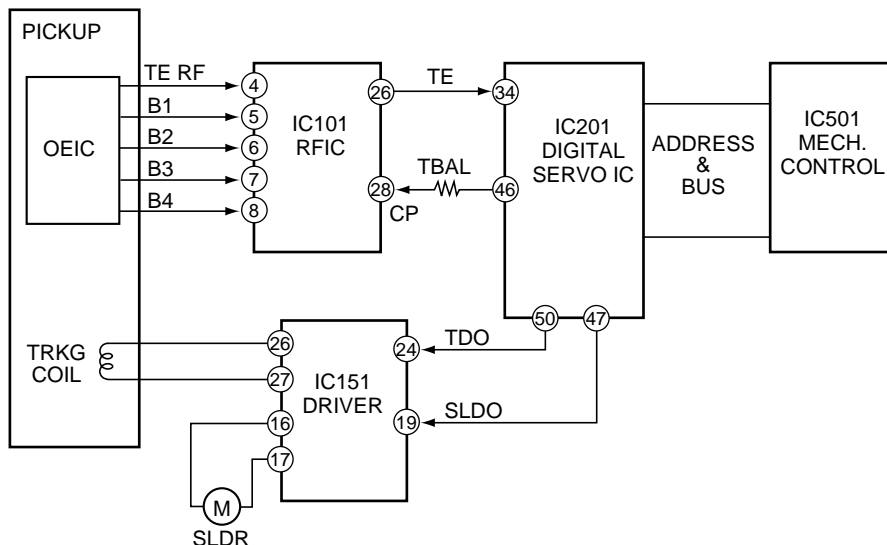 PICKUP
OEIC
TE RF
B1
B2
B3
B4
4
5
6
7
8
IC101
RFIC
26
28
CP
TE
TBAL
34
46
IC201
DIGITAL
SERVO IC
50
47
ADDRESS
&
BUS
IC501
MECH.
CONTROL
TRKG
COIL
26
27
16
17
IC151
DRIVER
24
19
TDO
SLDO
M
SLDR